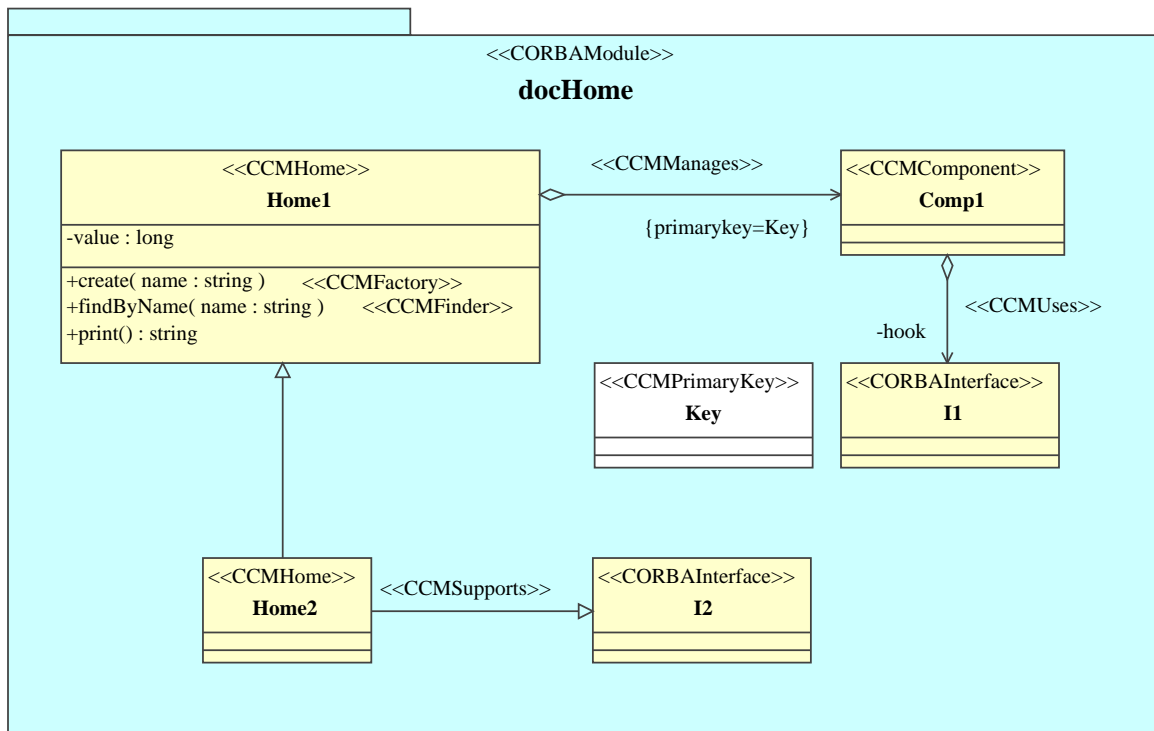 <<CORBAModule>>
docHome
<<CCMHome>>
Home1
-value : long
+create( name : string ) <<CCMFactory>>
+findByName( name : string ) <<CCMFinder>>
+print() : string
<<CCMManages>>
{primarykey=Key}
<<CCMComponent>>
Comp1
<<CCMUses>>
-hook
<<CCMPrimaryKey>>
Key
<<CORBAInterface>>
I1
<<CCMHome>>
Home2
<<CCMSupports>>
<<CORBAInterface>>
I2